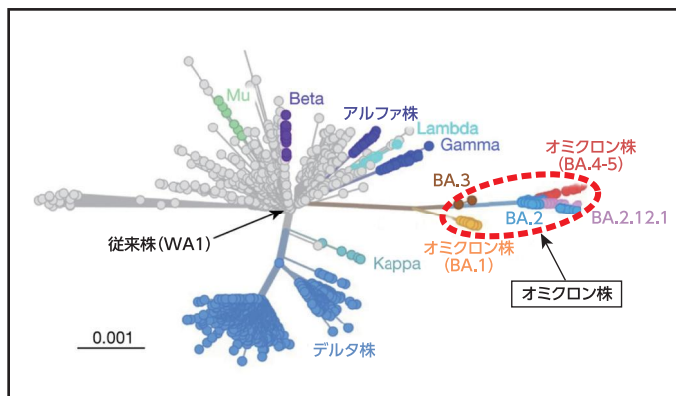 Mu
Beta
アルファ株
Lambda
Gamma
オミクロン株
(BA.4-5)
BA.3
BA.2
BA.2.12.1
従来株(WA1)
オミクロン株
(BA.1)
Kappa
オミクロン株
0.001
デルタ株